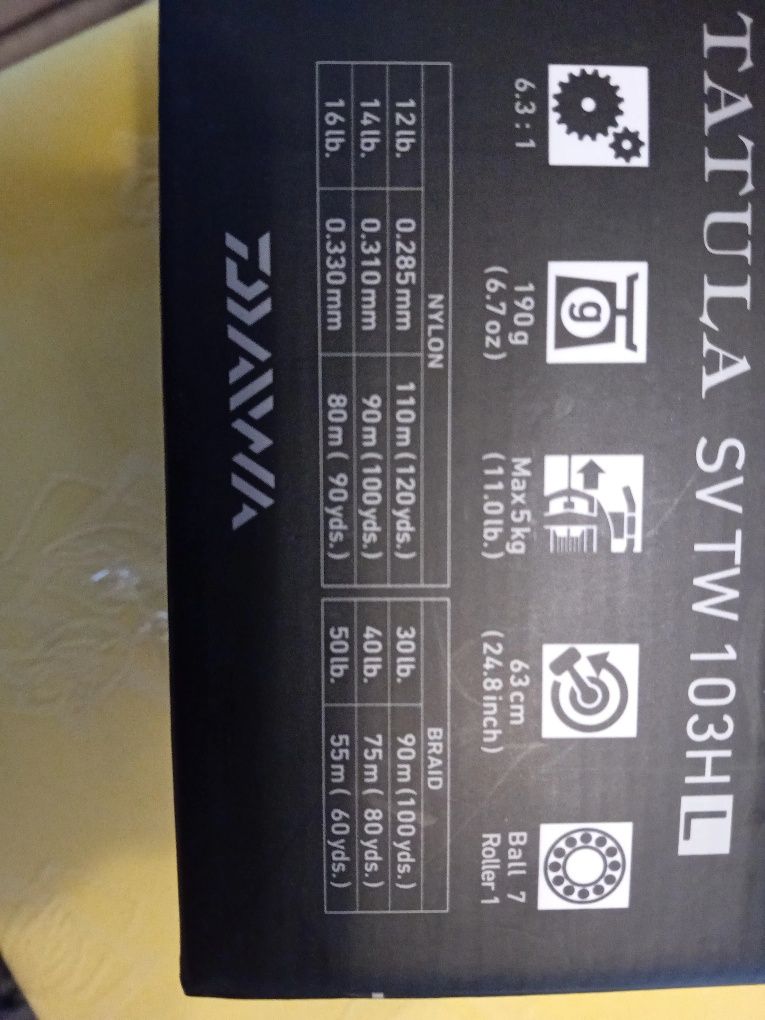 TATULA SV TW 103HL
6.3 : 1
190g
(6.7 oz)
Max 5 kg
(11.0 lb.)
63 cm
(24.8 inch)
Ball 7
Roller 1
NYLON
12 lb. 0.285 mm 110 m (120 yds.)
14 lb. 0.310 mm 90 m (100 yds.)
16 lb. 0.330 mm 80 m ( 90 yds.)
BRAID
30 lb. 90 m (100 yds.)
40 lb. 75 m ( 80 yds.)
50 lb. 55 m ( 60 yds.)
DAIWA
g